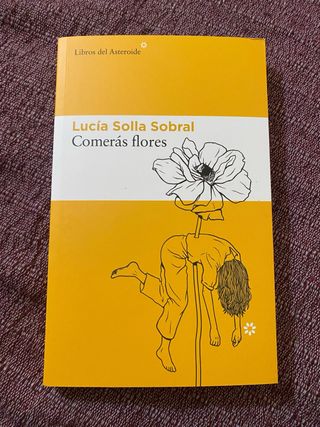 Libros del Asteroide
Lucía Solla Sobral
Comerás flores